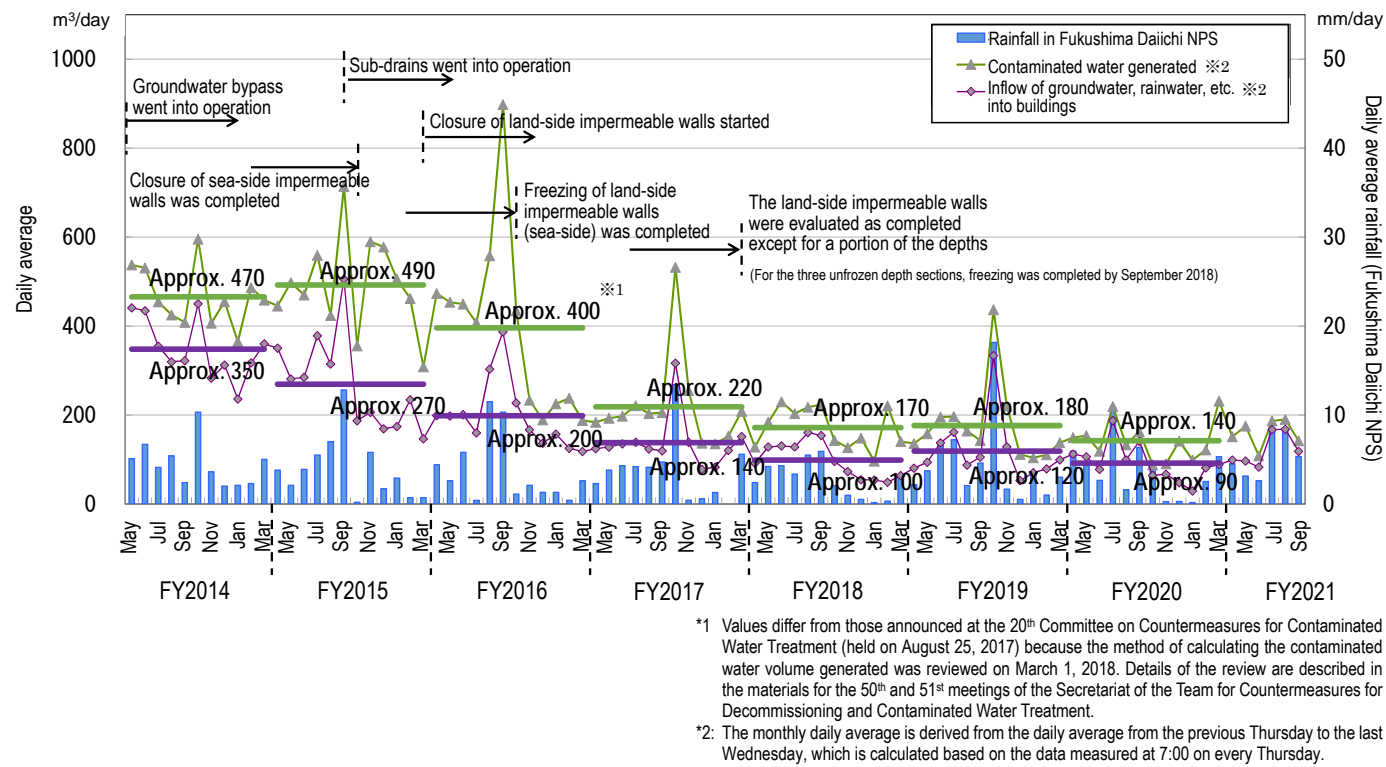 m³/day
mm/day
1000
800
600
400
200
0
Daily average
50
40
30
20
10
0
Daily average rainfall (Fukushima Daiichi NPS)
Rainfall in Fukushima Daiichi NPS
Contaminated water generated ※2
Inflow of groundwater, rainwater, etc. ※2
into buildings
Groundwater bypass
went into operation
Sub-drains went into operation
Closure of land-side impermeable walls started
Closure of sea-side impermeable
walls was completed
Freezing of land-side
impermeable walls
(sea-side) was completed
The land-side impermeable walls
were evaluated as completed
except for a portion of the depths
(For the three unfrozen depth sections, freezing was completed by September 2018)
Approx. 470
Approx. 490
Approx. 400
※1
Approx. 220
Approx. 170
Approx. 180
Approx. 140
Approx. 350
Approx. 270
Approx. 200
Approx. 140
Approx. 100
Approx. 120
Approx. 90
May Jul Sep Nov Jan Mar May Jul Sep Nov Jan Mar May Jul Sep Nov Jan Mar May Jul Sep Nov Jan Mar May Jul Sep Nov Jan Mar May Jul Sep Nov Jan Mar May Jul Sep Nov Jan Mar May Jul Sep
FY2014 FY2015 FY2016 FY2017 FY2018 FY2019 FY2020 FY2021
*1 Values differ from those announced at the 20th Committee on Countermeasures for Contaminated
Water Treatment (held on August 25, 2017) because the method of calculating the contaminated
water volume generated was reviewed on March 1, 2018. Details of the review are described in
the materials for the 50th and 51st meetings of the Secretariat of the Team for Countermeasures for
Decommissioning and Contaminated Water Treatment.
*2: The monthly daily average is derived from the daily average from the previous Thursday to the last
Wednesday, which is calculated based on the data measured at 7:00 on every Thursday.